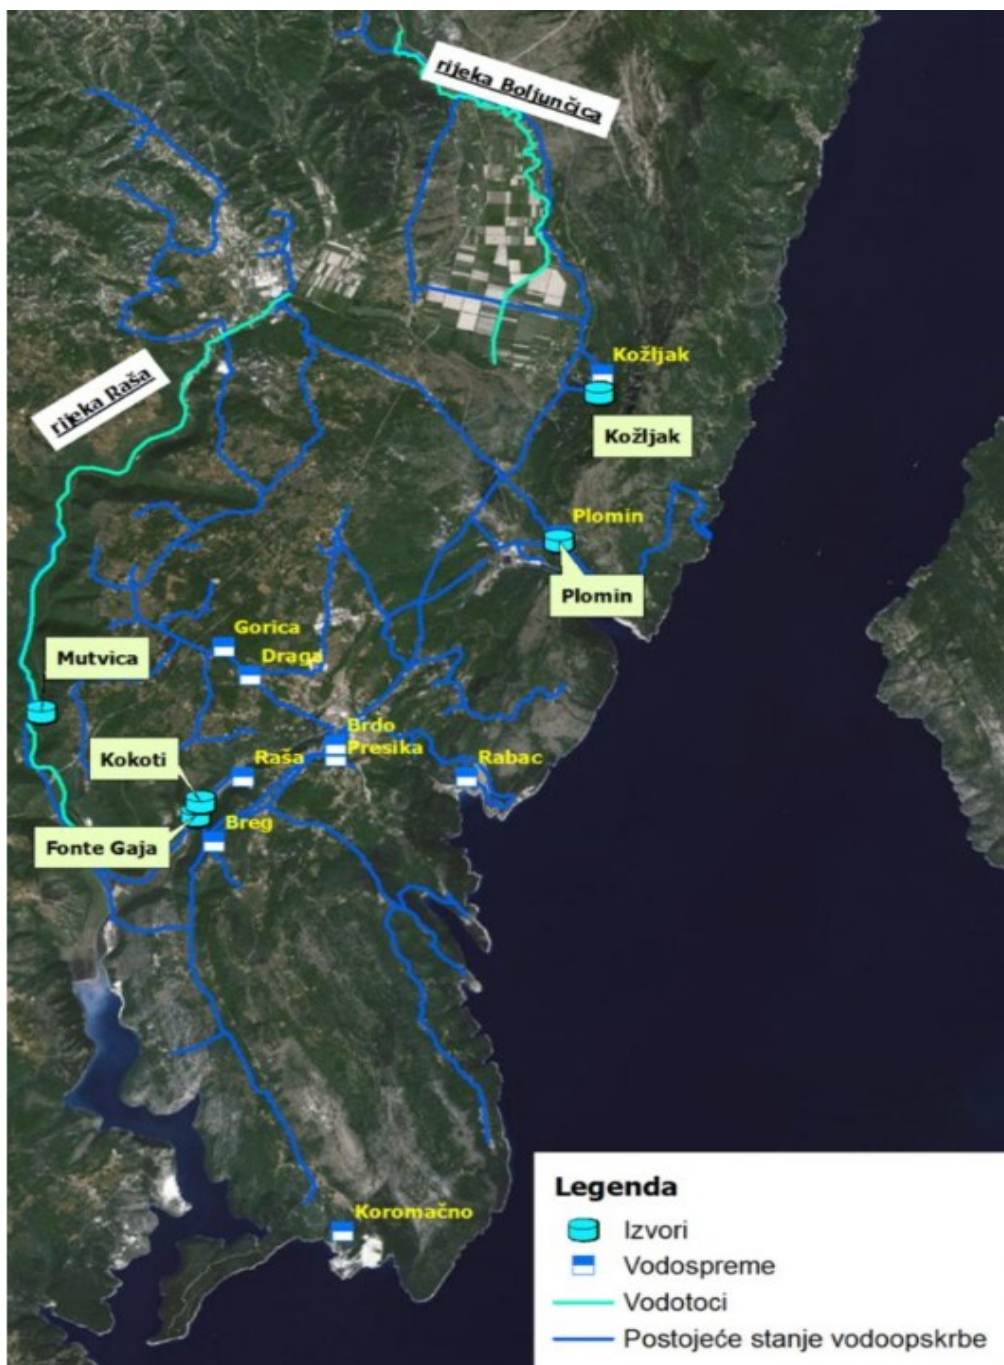 rijeka Boljunčica
rijeka Raša
Kožljak
Kožljak
Plomin
Plomin
Gorica
Mutvica
Draga
Brdo
Presika
Kokoti
Raša
Rabac
Fonte Gaja
Breg
Koromačno
Legenda
Izvori
Vodospreme
Vodotoci
Postojeće stanje vodoopskrbe